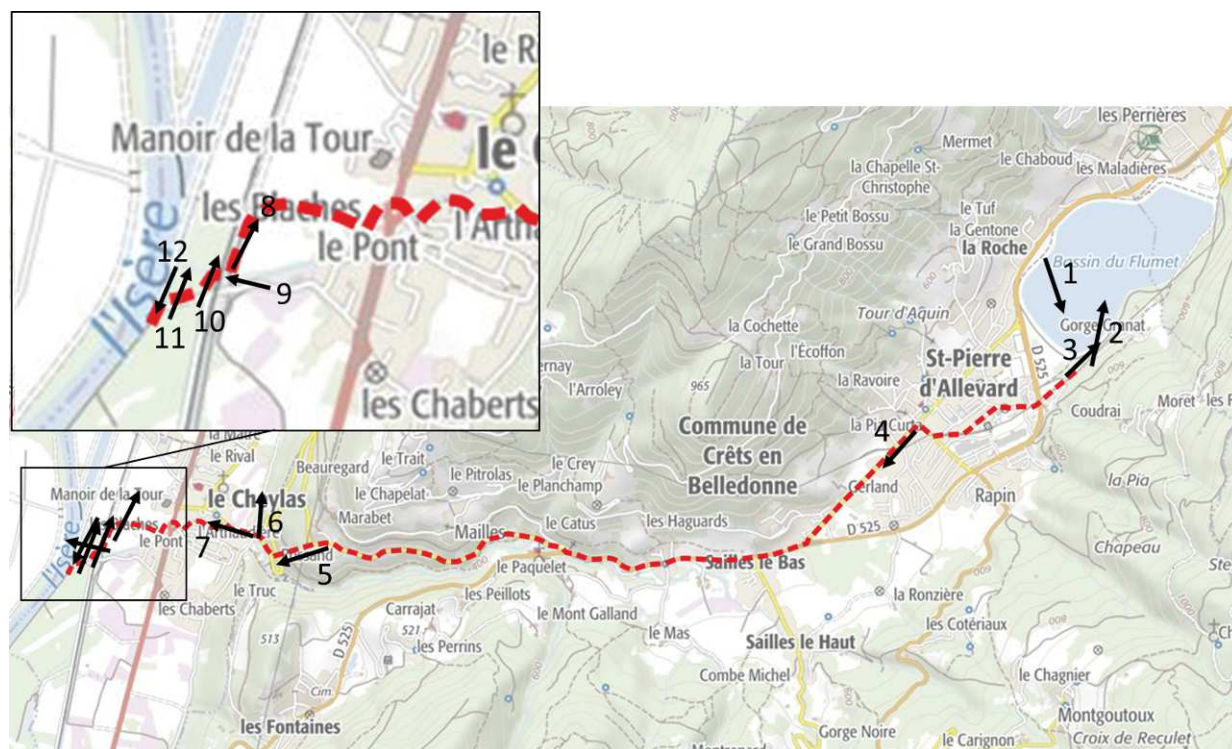 le R
Manoir de la Tour
les Blaches
8
le Pont
12
9
l'Isère
11
10
les Chaberts
les Perrières
Mermet
le Chaboud
les Maladières
la Chapelle St-
Christophe
le Petit Bossu
le Tuf
la Gentone
le Grand Bossu
la Roche
Bassin du Flumet
1
Gorge Granat
2
3
Tour d'Aquin
la Cochette
l'Écoffon
la Tour
St-Pierre
d'Allevard
D 525
l'Arroley
965
la Ravoire
Coudrai
Moret
4
Commune de
Crêts en
Belledonne
Gerland
Rapin
la Pia
le Rival
Beauregard
le Trait
le Pitrolas
le Crey
le Planchamp
le Chapelat
Marabet
Manoir de la Tour
le Cheylas
6
le Pont
7
Mailles
le Catus
les Haguards
D 525
Chapeau
l'Isère
5
le Paquelet
Sailles le Bas
le Truc
les Chaberts
les Peillots
la Ronzière
Carrajat
le Mont Galland
513
521
D 525
les Perrins
le Mas
Sailles le Haut
les Cotériaux
Combe Michel
le Chagnier
Cim.
les Fontaines
Montgoutoux
Gorge Noire
le Carignon
Croix de Reculet